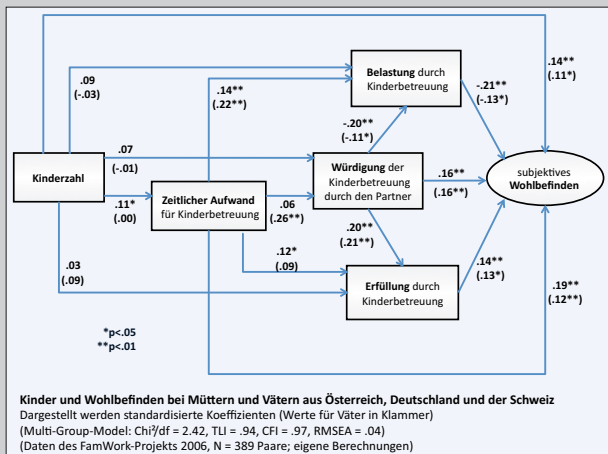 .14**
(.11*)
.09
(-.03)
.14**
(.22**)
Belastung durch
Kinderbetreuung
-.21**
(-.13*)
-.20**
(-.11*)
.07
(-.01)
Kinderzahl
.11*
(.00)
Zeitlicher Aufwand
für Kinderbetreuung
.06
(.26**)
Würdigung der
Kinderbetreuung
durch den Partner
.16**
(.16**)
subjektives
Wohlbefinden
.20**
(.21**)
.03
(.09)
.12*
(.09)
Erfüllung durch
Kinderbetreuung
.14**
(.13*)
.19**
(.12**)
*p<.05
**p<.01
Kinder und Wohlbefinden bei Müttern und Vätern aus Österreich, Deutschland und der Schweiz
Dargestellt werden standardisierte Koeffizienten (Werte für Väter in Klammer)
(Multi-Group-Model: Chi²/df = 2.42, TLI = .94, CFI = .97, RMSEA = .04)
(Daten des FamWork-Projekts 2006, N = 389 Paare; eigene Berechnungen)